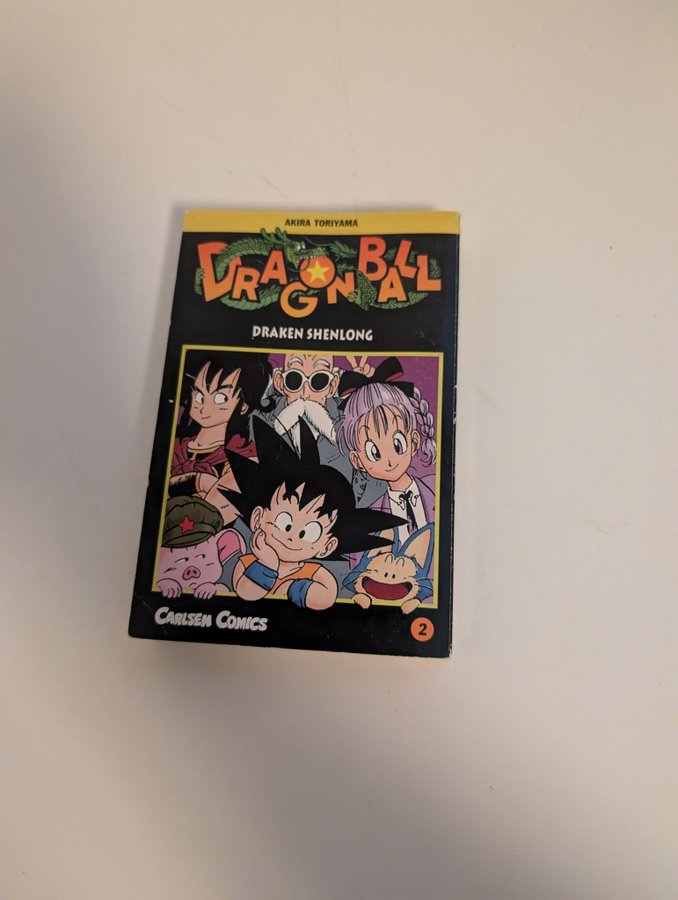 AKIRA TORIYAMA
DRAGON BALL
DRAKEN SHENLONG
CARLSEN COMICS
2